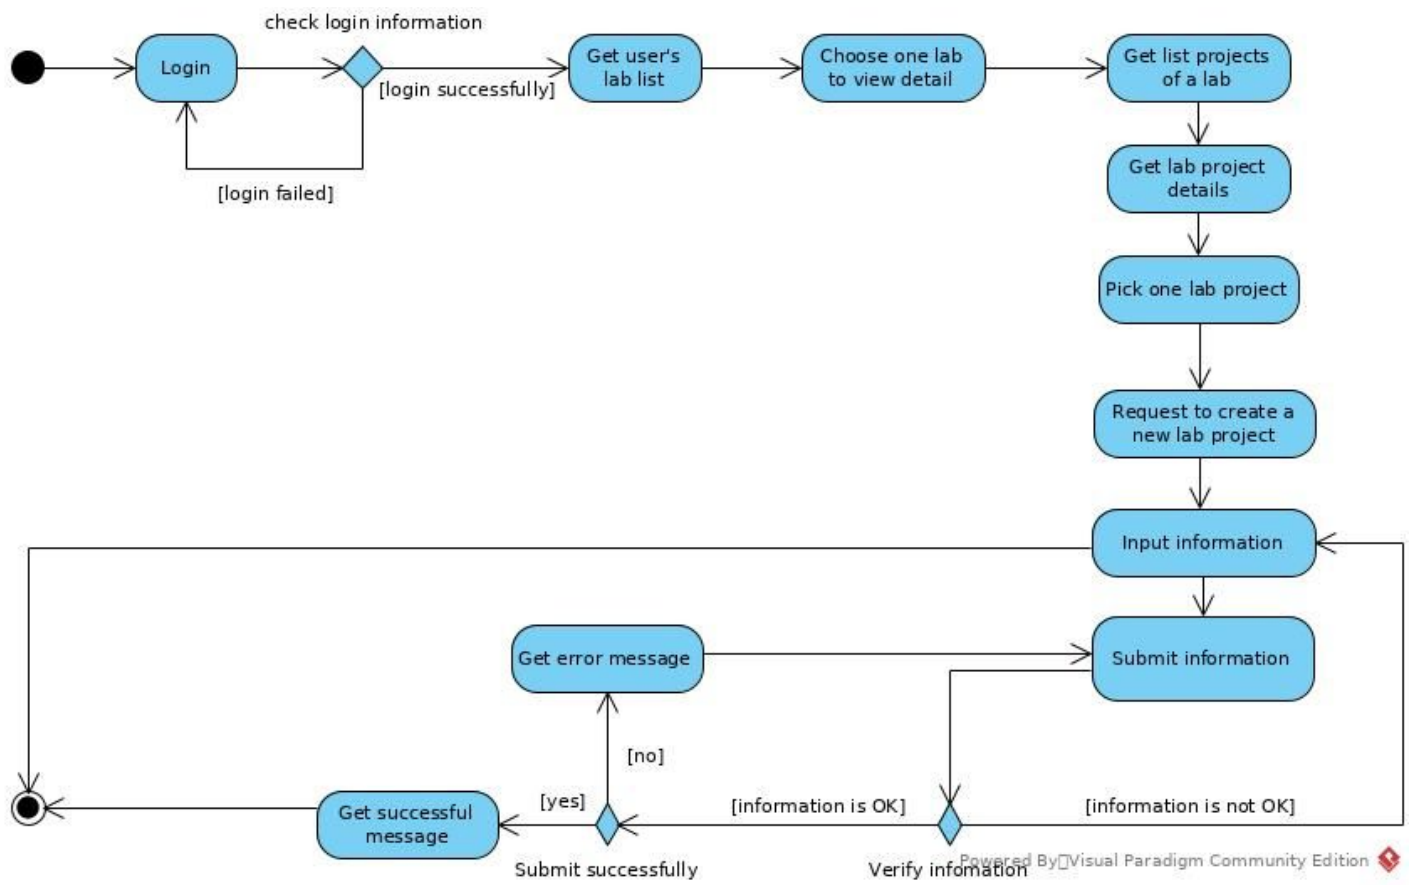 check login information
Login
[login successfully]
[login failed]
Get user's
lab list
Choose one lab
to view detail
Get list projects
of a lab
Get lab project
details
Pick one lab project
Request to create a
new lab project
Input information
Submit information
Get error message
[no]
[yes]
[information is OK]
[information is not OK]
Get successful
message
Submit successfully
Verify infomation
Powered By Visual Paradigm Community Edition